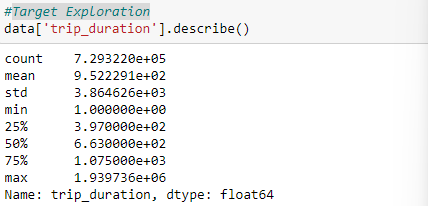 #Target Exploration
data['trip_duration'].describe()
count    7.293220e+05
mean     9.522291e+02
std      3.864626e+03
min      1.000000e+00
25%      3.970000e+02
50%      6.630000e+02
75%      1.075000e+03
max      1.939736e+06
Name: trip_duration, dtype: float64